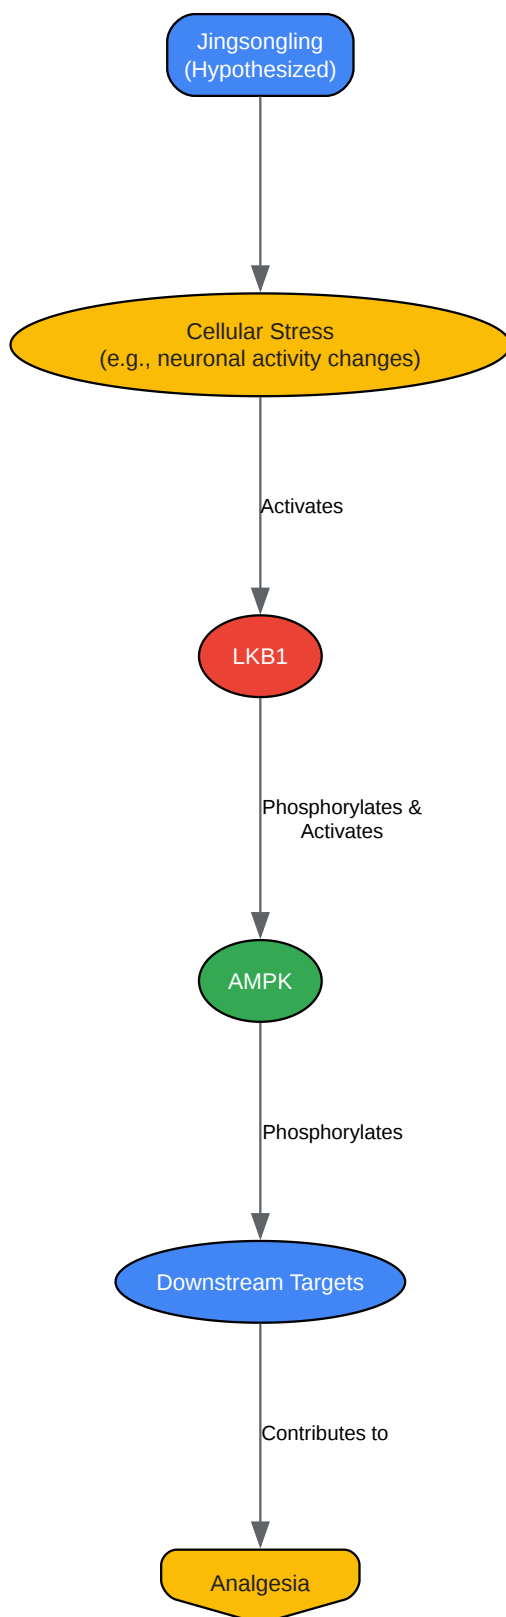 Jingsongling
(Hypothesized)
Cellular Stress
(e.g., neuronal activity changes)
Activates
LKB1
Phosphorylates &
Activates
AMPK
Phosphorylates
Downstream Targets
Contributes to
Analgesia